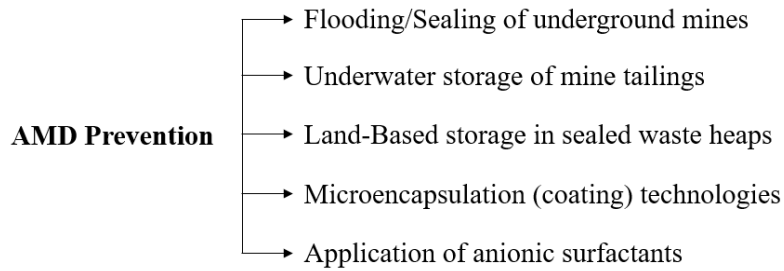 Flooding/Sealing of underground mines
Underwater storage of mine tailings
AMD Prevention
Land-Based storage in sealed waste heaps
Microencapsulation (coating) technologies
Application of anionic surfactants